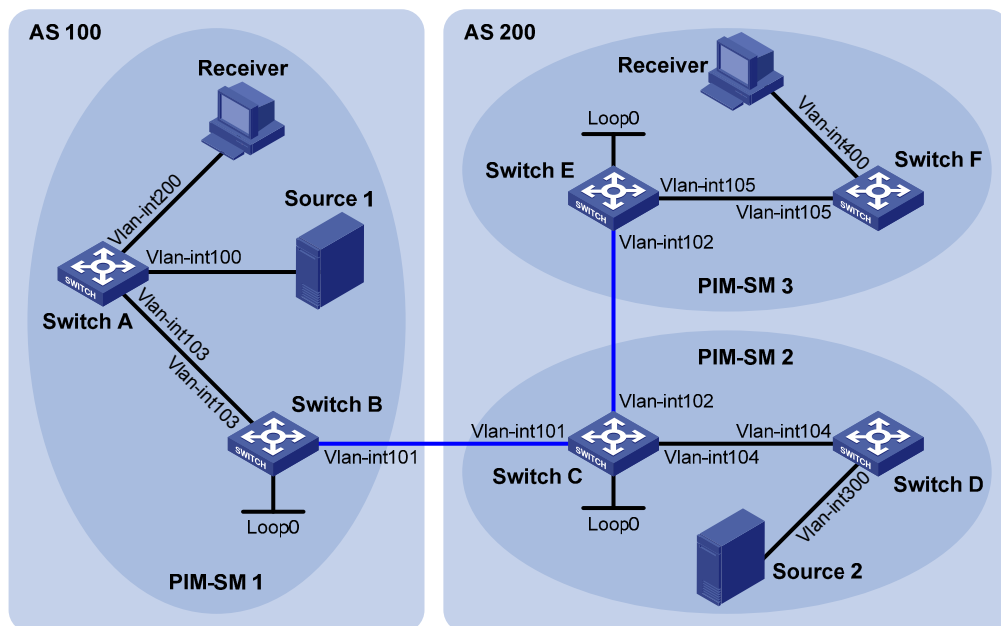 AS 100
Receiver
Vlan-int200
Source 1
Vlan-int100
SWITCH
Switch A
Vlan-int103
Vlan-int103
Switch B
SWITCH
Vlan-int101
Loop0
PIM-SM 1
AS 200
Receiver
Vlan-int400
Loop0
Switch E
SWITCH
Vlan-int105
Vlan-int105
Switch F
SWITCH
Vlan-int102
PIM-SM 3
PIM-SM 2
Vlan-int102
Vlan-int101
SWITCH
Switch C
Vlan-int104
Vlan-int104
SWITCH
Switch D
Vlan-int300
Loop0
Source 2